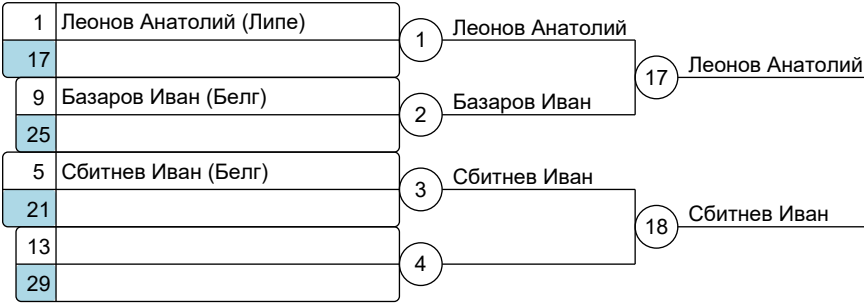 1 Леонов Анатолий (Липе)
17
9 Базаров Иван (Белг)
25
5 Сбитнев Иван (Белг)
21
13
29
1 Леонов Анатолий
2 Базаров Иван
3 Сбитнев Иван
4
17 Леонов Анатолий
18 Сбитнев Иван